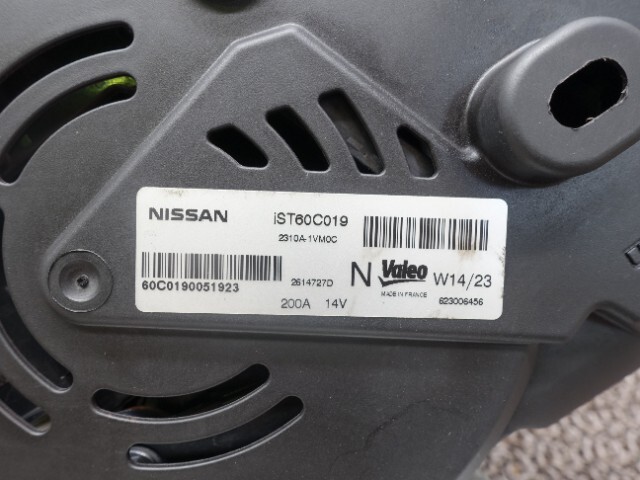 NISSAN iST60C019
2310A-1VM0C
60C0190051923 2614727D N Valeo W14/23
MADE IN FRANCE
200A 14V 623006456